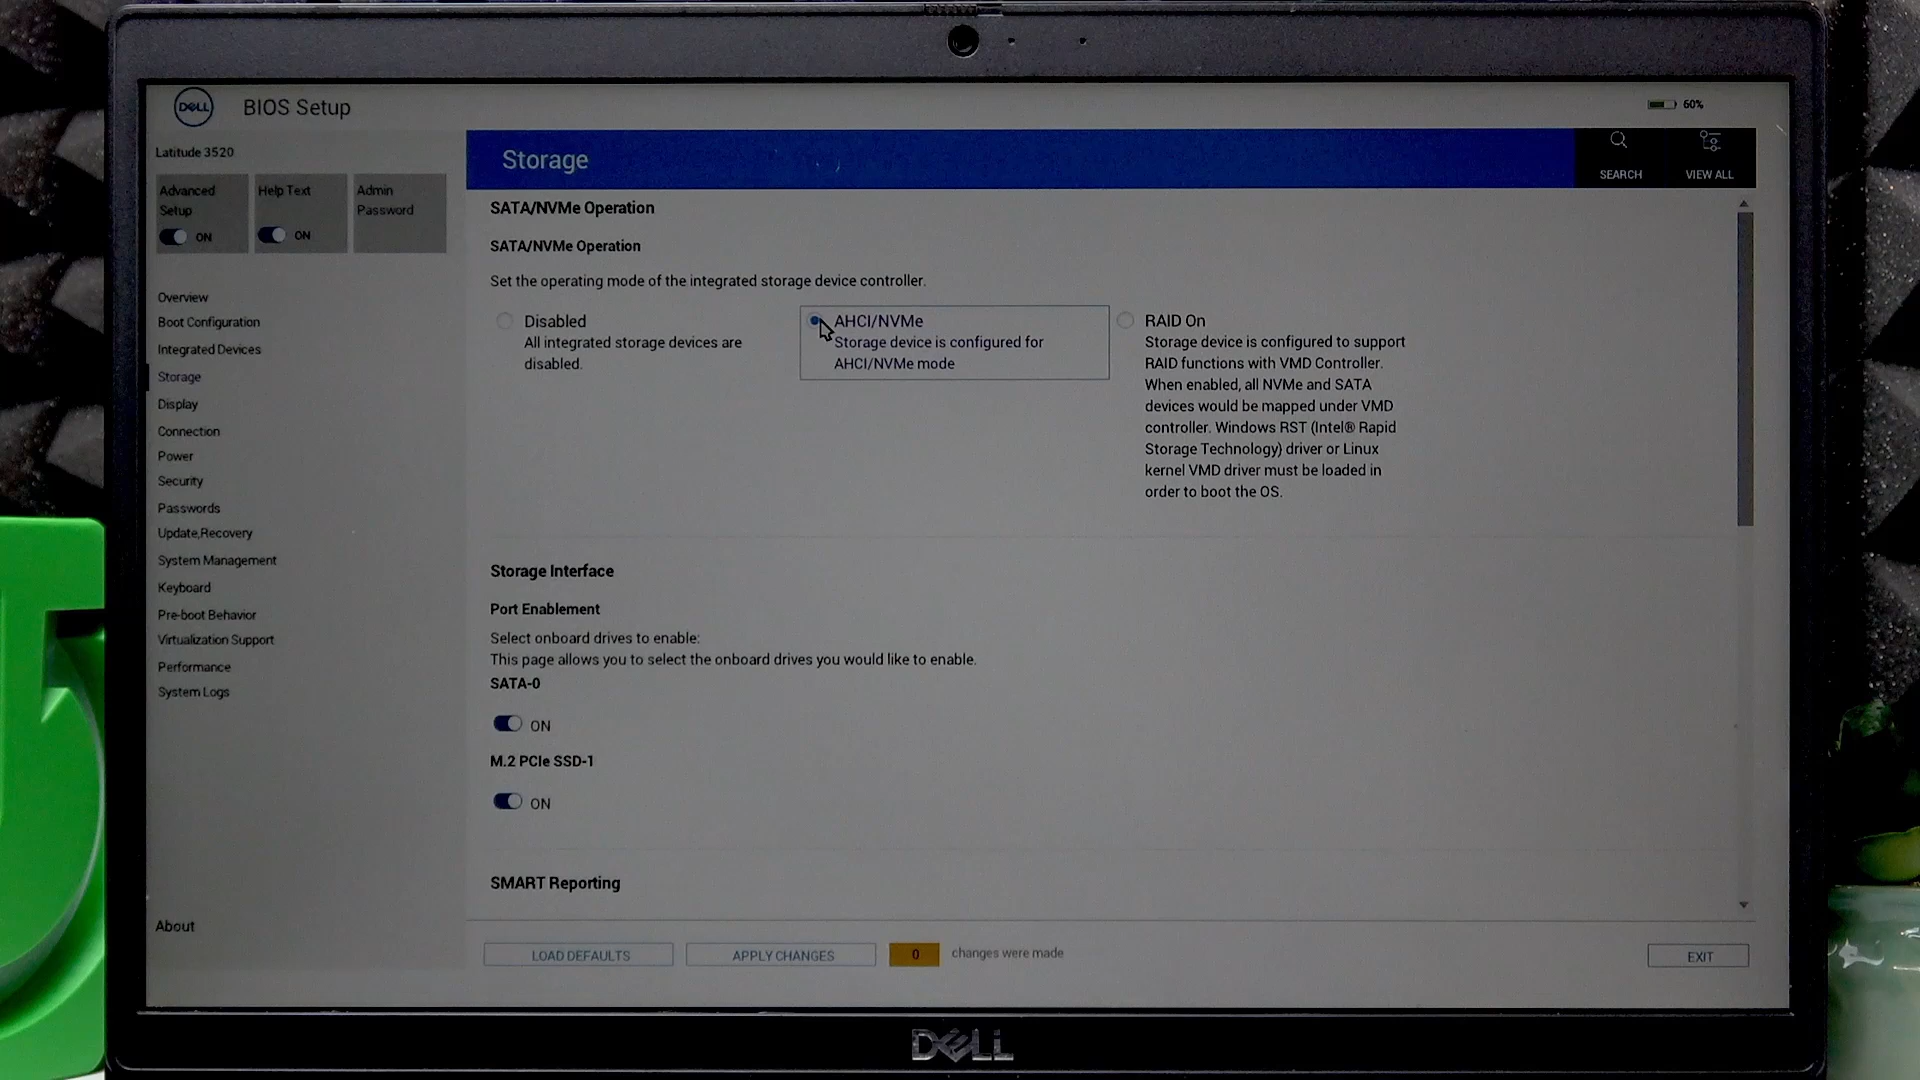 DELL
BIOS Setup
60%
Latitude 3520
Advanced Setup
ON
Help Text
ON
Admin Password
Overview
Boot Configuration
Integrated Devices
Storage
Display
Connection
Power
Security
Passwords
Update,Recovery
System Management
Keyboard
Pre-boot Behavior
Virtualization Support
Performance
System Logs
About
Storage
SEARCH
VIEW ALL
SATA/NVMe Operation
SATA/NVMe Operation
Set the operating mode of the integrated storage device controller.
Disabled
All integrated storage devices are
disabled.
AHCI/NVMe
Storage device is configured for
AHCI/NVMe mode
RAID On
Storage device is configured to support
RAID functions with VMD Controller.
When enabled, all NVMe and SATA
devices would be mapped under VMD
controller. Windows RST (Intel® Rapid
Storage Technology) driver or Linux
kernel VMD driver must be loaded in
order to boot the OS.
Storage Interface
Port Enablement
Select onboard drives to enable:
This page allows you to select the onboard drives you would like to enable.
SATA-0
ON
M.2 PCIe SSD-1
ON
SMART Reporting
LOAD DEFAULTS
APPLY CHANGES
0
changes were made
EXIT
DELL